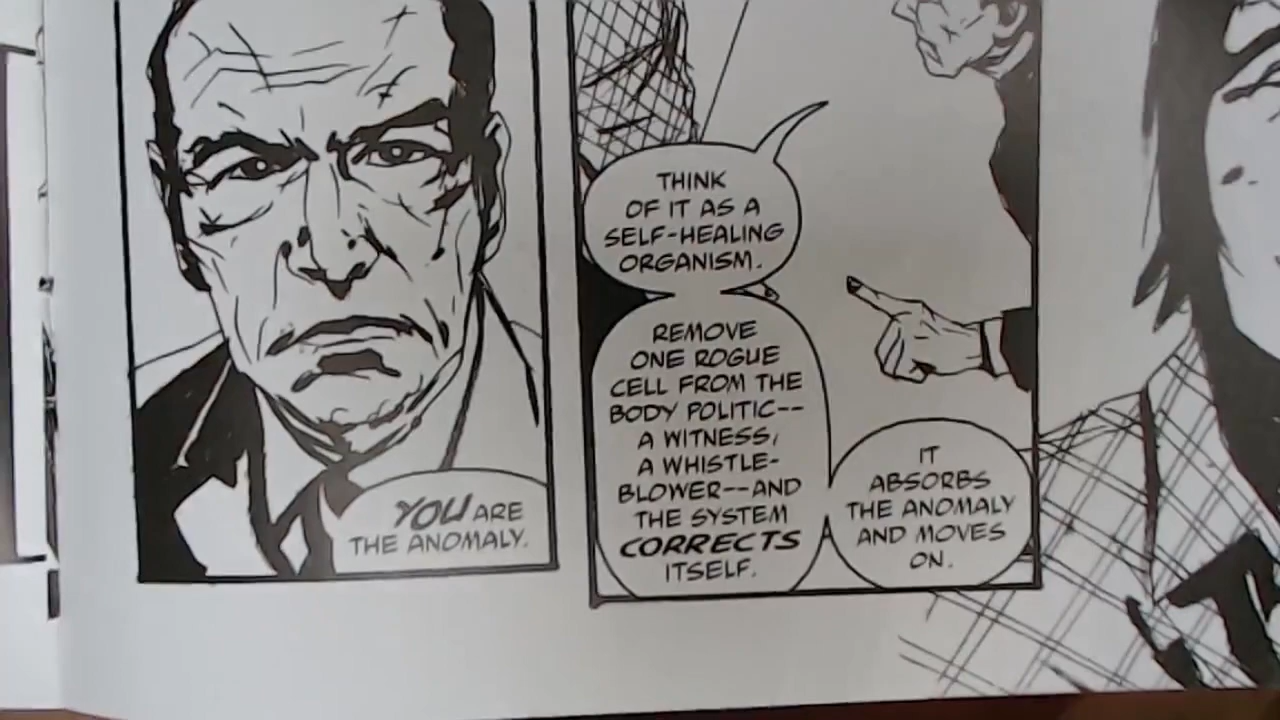 YOU ARE
THE ANOMALY.
THINK
OF IT AS A
SELF-HEALING
ORGANISM.
REMOVE
ONE ROGUE
CELL FROM THE
BODY POLITIC--
A WITNESS,
A WHISTLE-
BLOWER--AND
THE SYSTEM
CORRECTS
ITSELF.
IT
ABSORBS
THE ANOMALY
AND MOVES
ON.